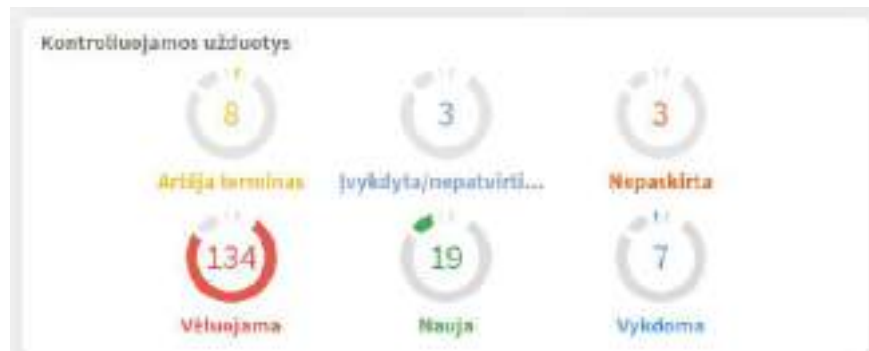 Kontroliuojamos užduotys
8 3 3
Artėja terminas Įvykdyta/nepatvirti... Nepaskirta
134 19 7
Vėluojama Nauja Vykdoma